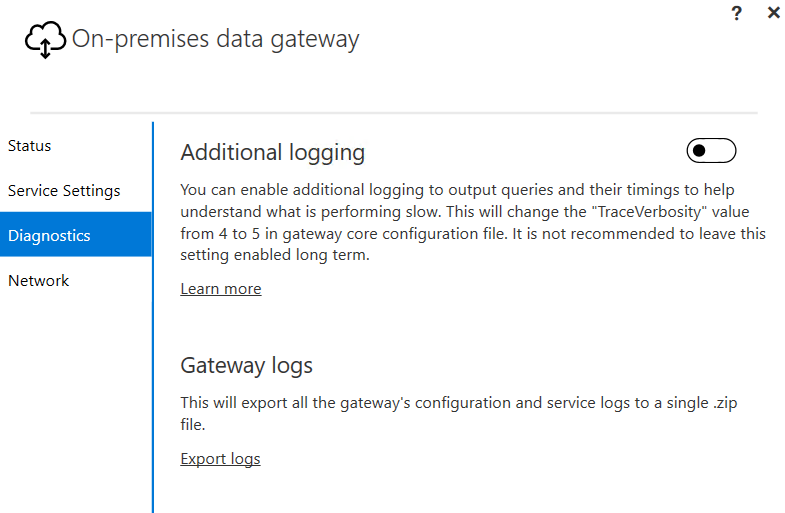 ?
On-premises data gateway
Status
Service Settings
Diagnostics
Network
Additional logging
You can enable additional logging to output queries and their timings to help
understand what is performing slow. This will change the "TraceVerbosity" value
from 4 to 5 in gateway core configuration file. It is not recommended to leave this
setting enabled long term.
Learn more
Gateway logs
This will export all the gateway's configuration and service logs to a single .zip
file.
Export logs